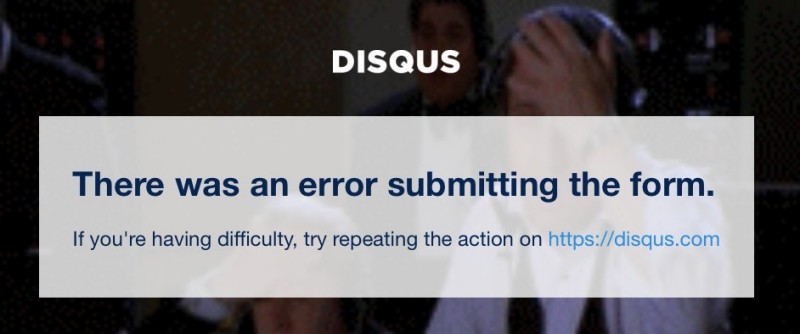 DISQUS
There was an error submitting the form.
If you're having difficulty, try repeating the action on https://disqus.com